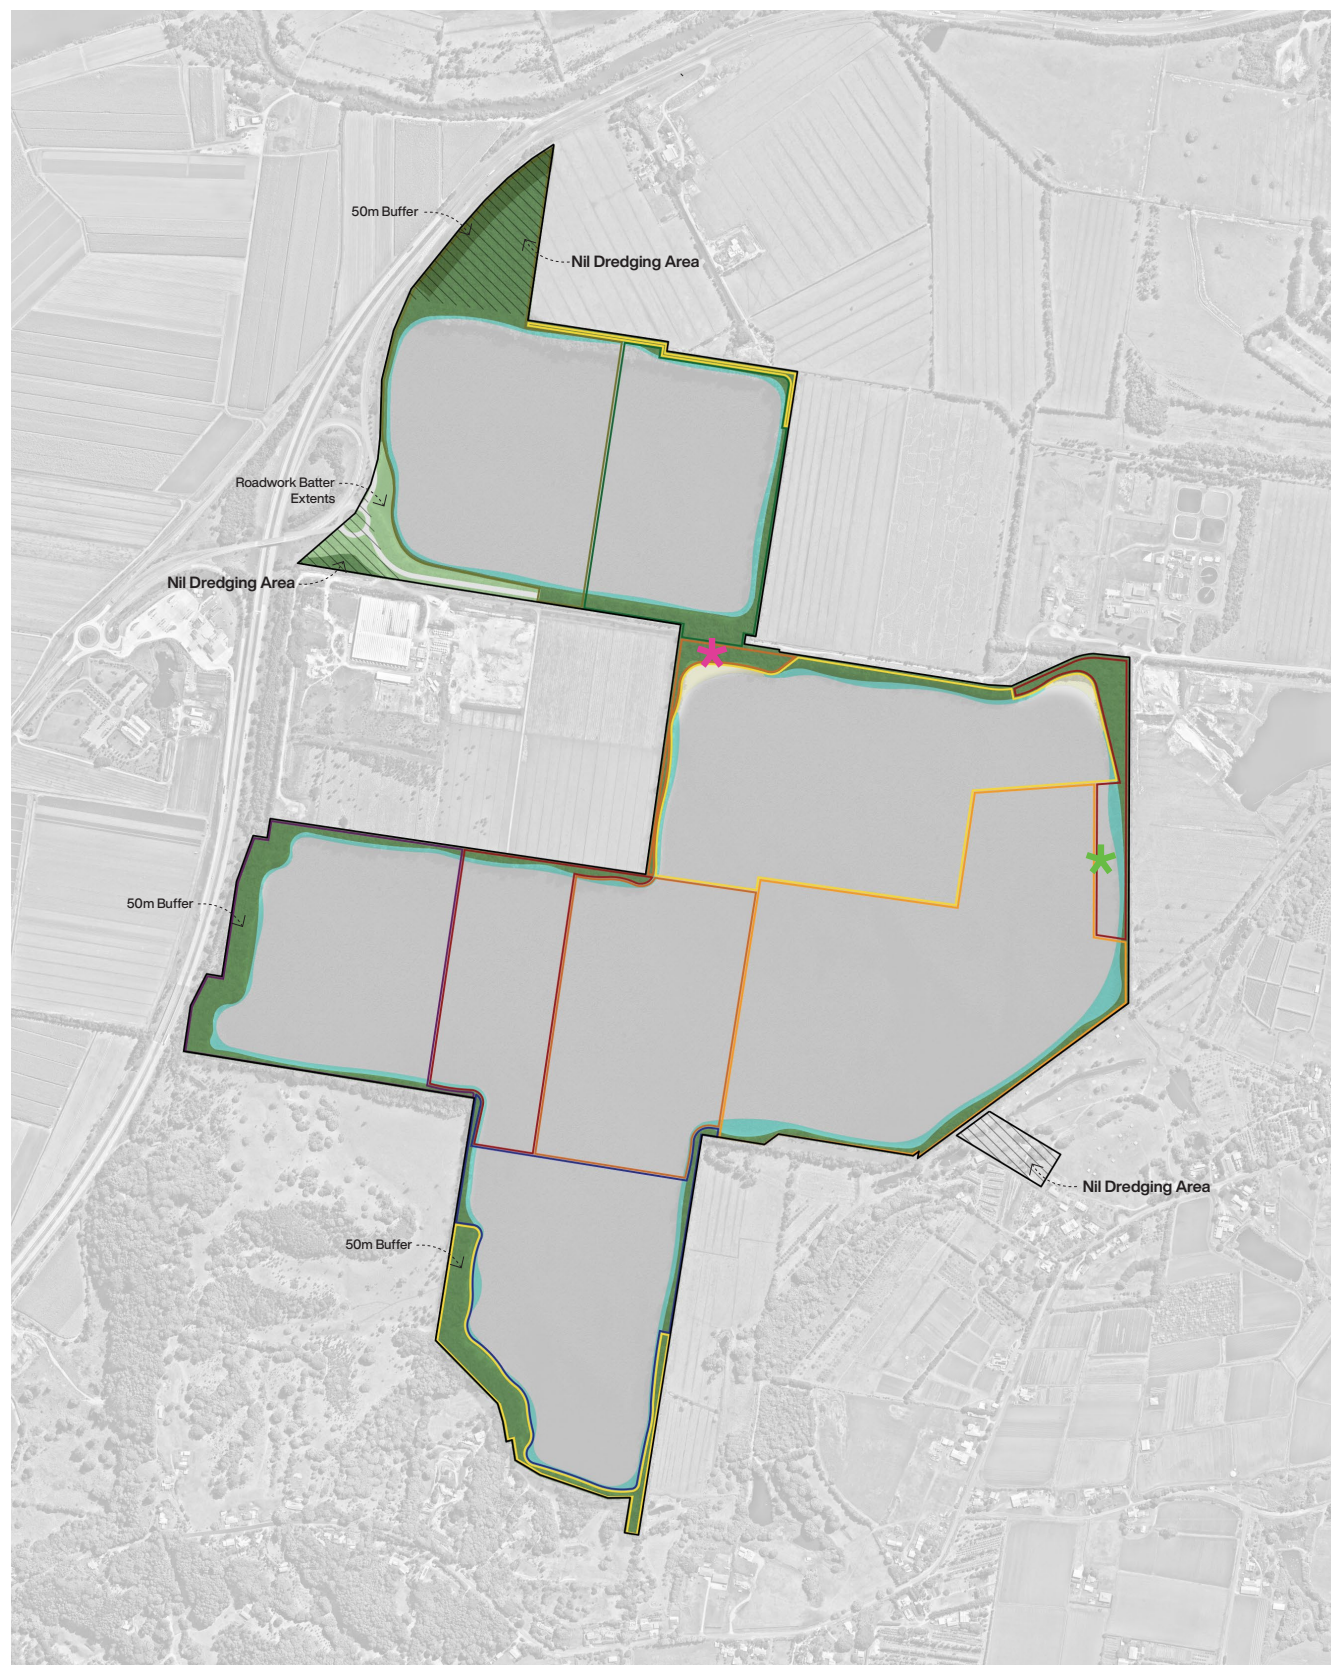 50m Buffer
Nil Dredging Area
Roadwork Batter
Extents
Nil Dredging Area
50m Buffer
Nil Dredging Area
50m Buffer